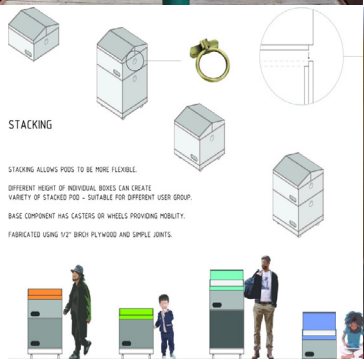 STACKING
STACKING ALLOWS PODS TO BE MORE FLEXIBLE.
DIFFERENT HEIGHT OF INDIVIDUAL BOXES CAN CREATE
VARIETY OF STACKED POD - SUITABLE FOR DIFFERENT USER GROUP.
BASE COMPONENT HAS CASTERS OR WHEELS PROVIDING MOBILITY.
FABRICATED USING 1/2" BIRCH PLYWOOD AND SIMPLE JOINTS.